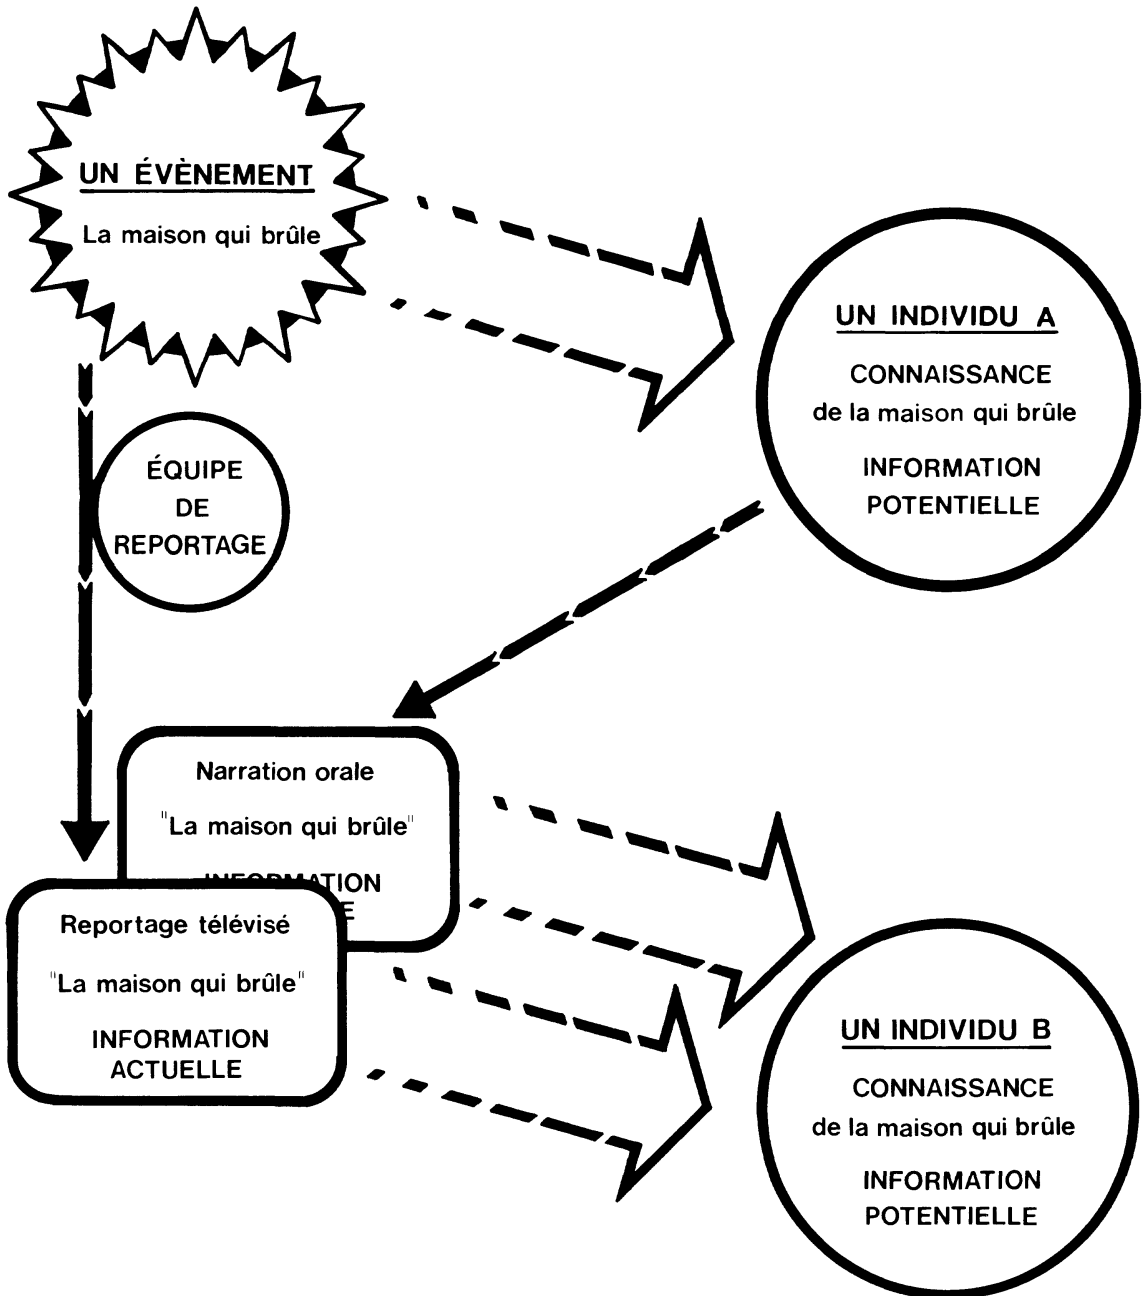 UN ÉVÈNEMENT
La maison qui brûle
UN INDIVIDU A
CONNAISSANCE
de la maison qui brûle
INFORMATION
POTENTIELLE
ÉQUIPE
DE
REPORTAGE
Narration orale
"La maison qui brûle"
INFORMATION
Reportage télévisé
"La maison qui brûle"
INFORMATION
ACTUELLE
UN INDIVIDU B
CONNAISSANCE
de la maison qui brûle
INFORMATION
POTENTIELLE